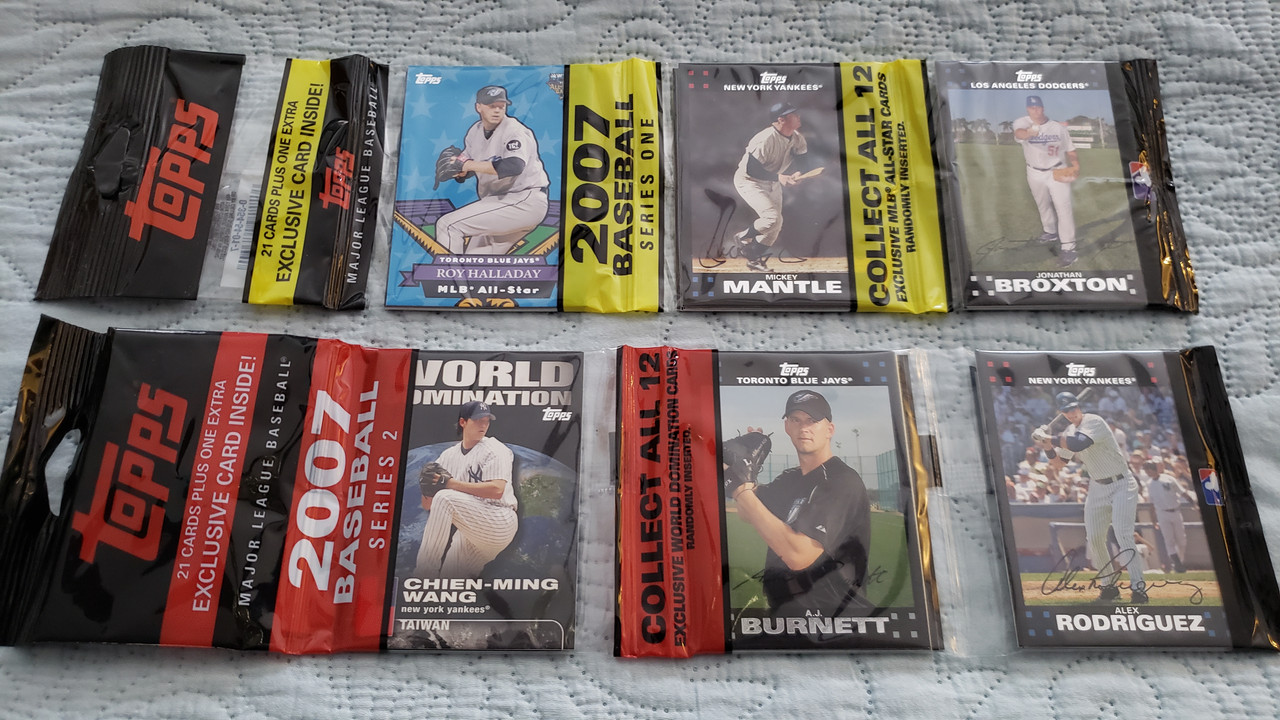 Topps
21 CARDS PLUS ONE EXTRA
EXCLUSIVE CARD INSIDE!
Topps
MAJOR LEAGUE BASEBALL
Topps
TORONTO BLUE JAYS®
ROY HALLADAY
MLB® All-Star
2007
BASEBALL
SERIES ONE
Topps
NEW YORK YANKEES®
MICKEY
MANTLE
COLLECT ALL 12
EXCLUSIVE MLB® ALL-STAR CARDS
RANDOMLY INSERTED.
Topps
LOS ANGELES DODGERS®
Dodgers
51
JONATHAN
BROXTON
Topps
21 CARDS PLUS ONE EXTRA
EXCLUSIVE CARD INSIDE!
MAJOR LEAGUE BASEBALL®
2007
BASEBALL
SERIES 2
WORLD
DOMINATION
Topps
CHIEN-MING
WANG
new york yankees®
TAIWAN
COLLECT ALL 12
EXCLUSIVE WORLD DOMINATION CARDS
RANDOMLY INSERTED.
Topps
TORONTO BLUE JAYS®
A.J.
BURNETT
Topps
NEW YORK YANKEES®
Alex Rodriguez
ALEX
RODRIGUEZ